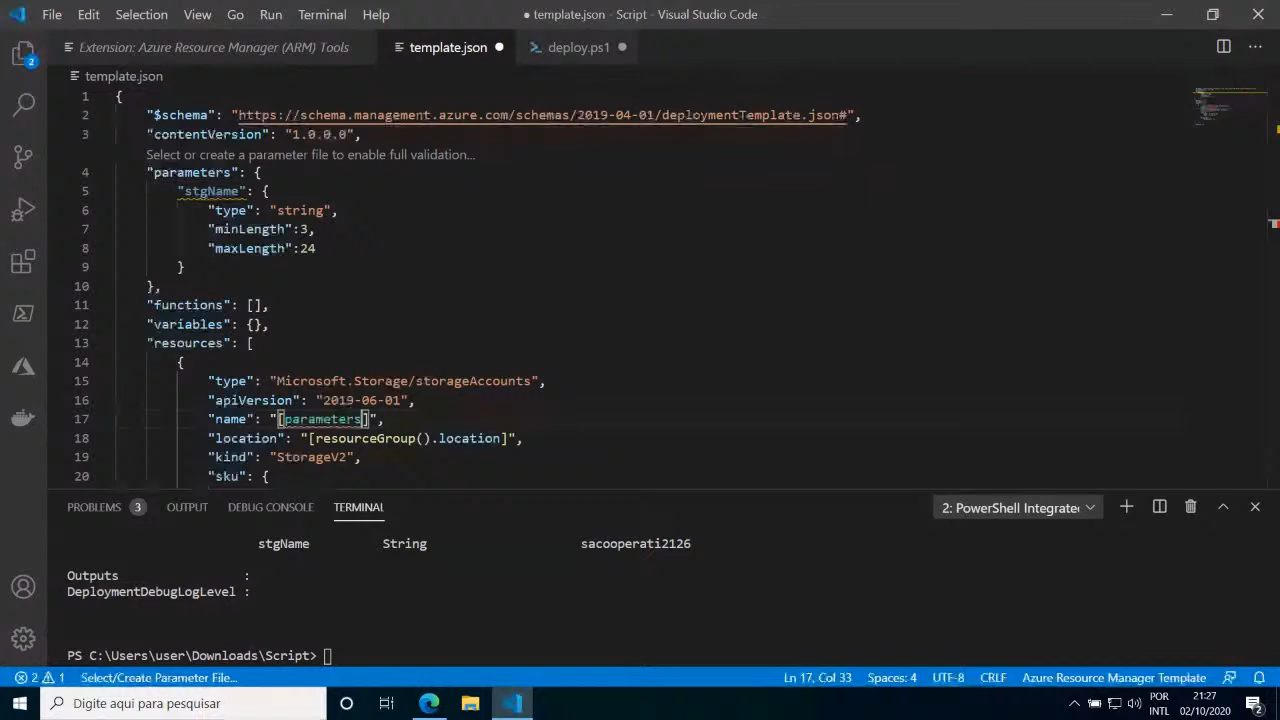 File Edit Selection View Go Run Terminal Help
● template.json - Script - Visual Studio Code
Extension: Azure Resource Manager (ARM) Tools
template.json
deploy.ps1
template.json
1 {
2 "$schema": "https://schema.management.azure.com/schemas/2019-04-01/deploymentTemplate.json#",
3 "contentVersion": "1.0.0.0",
Select or create a parameter file to enable full validation...
4 "parameters": {
5 "stgName": {
6 "type": "string",
7 "minLength":3,
8 "maxLength":24
9 }
10 },
11 "functions": [],
12 "variables": {},
13 "resources": [
14 {
15 "type": "Microsoft.Storage/storageAccounts",
16 "apiVersion": "2019-06-01",
17 "name": "[parameters]",
18 "location": "[resourceGroup().location]",
19 "kind": "StorageV2",
20 "sku": {
PROBLEMS 3 OUTPUT DEBUG CONSOLE TERMINAL
2: PowerShell Integrate
stgName String sacooperati2126
Outputs :
DeploymentDebugLogLevel :
PS C:\Users\user\Downloads\Script>
2 1 Select/Create Parameter File...
Ln 17, Col 33 Spaces: 4 UTF-8 CRLF Azure Resource Manager Template
2
Digite aqui para pesquisar
POR
INTL
21:27
02/10/2020
2